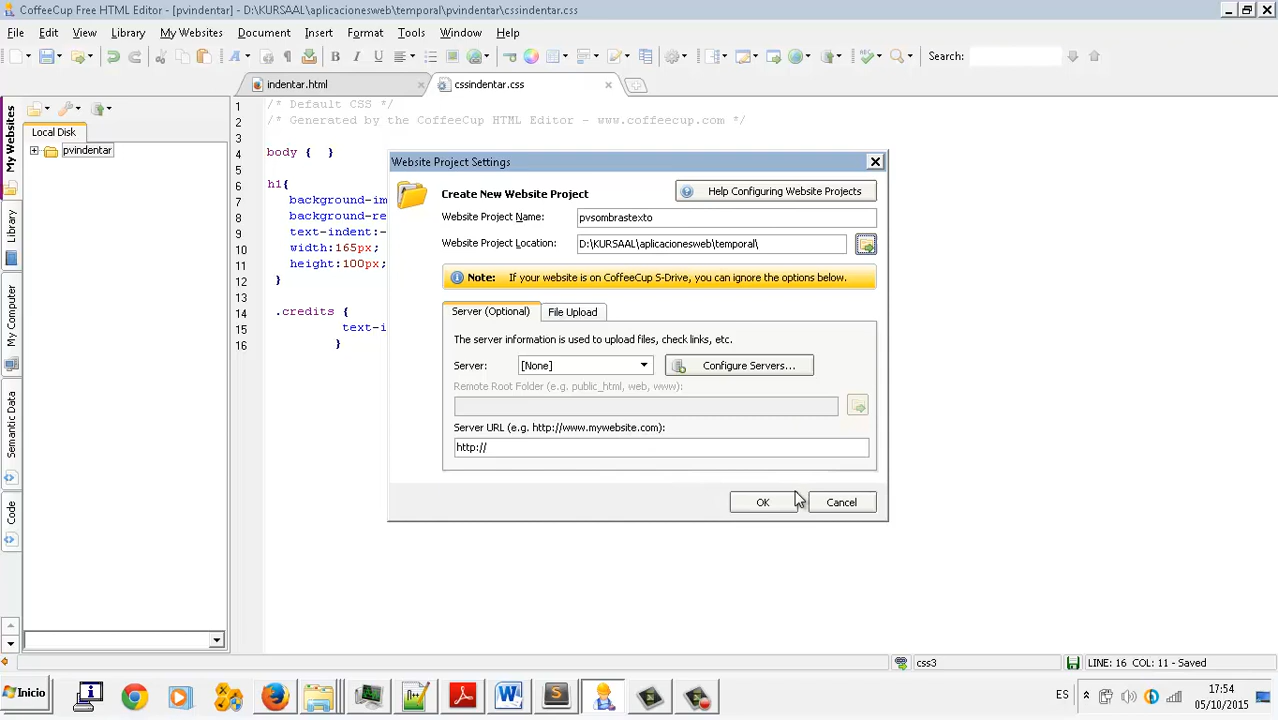 CoffeeCup Free HTML Editor - [pvindentar] - D:\KURSAAL\aplicacionesweb\temporal\pvindentar\cssindentar.css
File Edit View Library My Websites Document Insert Format Tools Window Help
Search:
indentar.html
cssindentar.css
My Websites
Library
My Computer
Semantic Data
Code
Local Disk
pvindentar
1 /* Default CSS */
2 /* Generated by the CoffeeCup HTML Editor - www.coffeecup.com */
3
4 body { }
5
6 h1{
7 background-im
8 background-re
9 text-indent:-
10 width:165px;
11 height:100px;
12 }
13
14 .credits {
15 text-i
16 }
Website Project Settings
Create New Website Project
Help Configuring Website Projects
Website Project Name: pvsombrastexto
Website Project Location: D:\KURSAAL\aplicacionesweb\temporal\
Note: If your website is on CoffeeCup S-Drive, you can ignore the options below.
Server (Optional) File Upload
The server information is used to upload files, check links, etc.
Server: [None] Configure Servers...
Remote Root Folder (e.g. public_html, web, www):
Server URL (e.g. http://www.mywebsite.com):
http://
OK Cancel
css3 LINE: 16 COL: 11 - Saved
Inicio
ES
17:54
05/10/2015